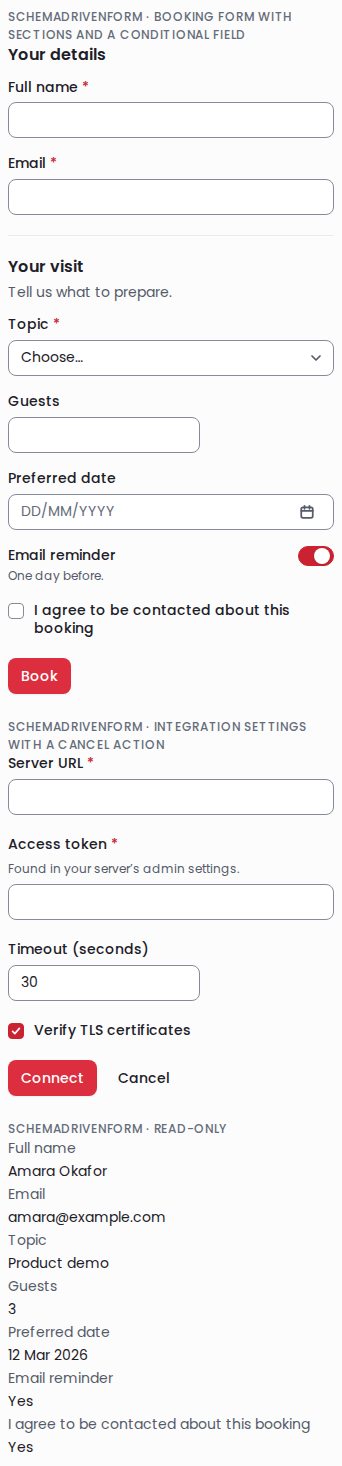 SCHEMADRIVENFORM · BOOKING FORM WITH
SECTIONS AND A CONDITIONAL FIELD
Your details
Full name *
Email *
Your visit
Tell us what to prepare.
Topic *
Choose…
Guests
Preferred date
DD/MM/YYYY
Email reminder
One day before.
I agree to be contacted about this
booking
Book
SCHEMADRIVENFORM · INTEGRATION SETTINGS
WITH A CANCEL ACTION
Server URL *
Access token *
Found in your server’s admin settings.
Timeout (seconds)
30
Verify TLS certificates
Connect Cancel
SCHEMADRIVENFORM · READ-ONLY
Full name
Amara Okafor
Email
amara@example.com
Topic
Product demo
Guests
3
Preferred date
12 Mar 2026
Email reminder
Yes
I agree to be contacted about this booking
Yes